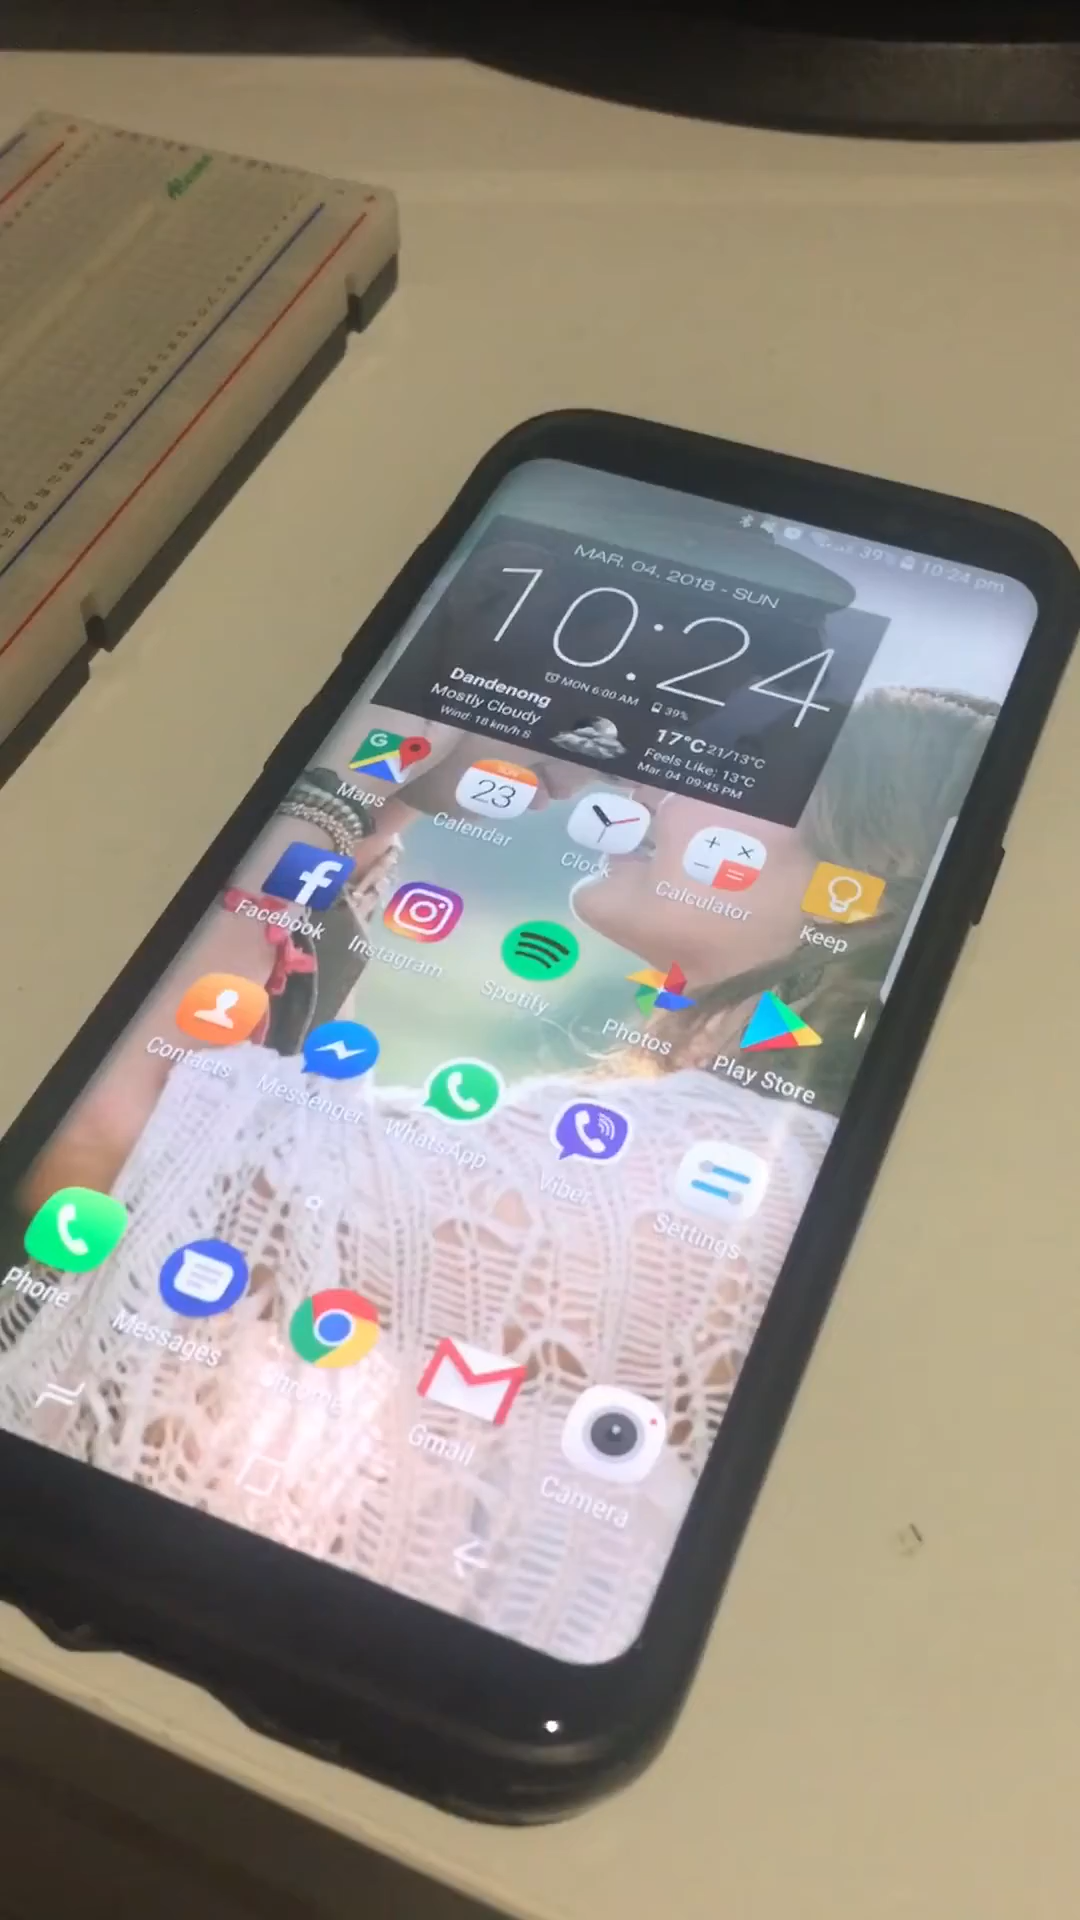 39% 10:24 pm
MAR. 04, 2018 - SUN
10:24
MON 6:00 AM 39%
Dandenong
Mostly Cloudy
Wind: 18 km/h S
17°C 21/13°C
Feels Like: 13°C
Mar. 04 09:45 PM
G
SUN
23
Maps Calendar Clock Calculator Keep
Facebook Instagram Spotify Photos Play Store
Contacts Messenger WhatsApp Viber Settings
Phone Messages Chrome Gmail Camera